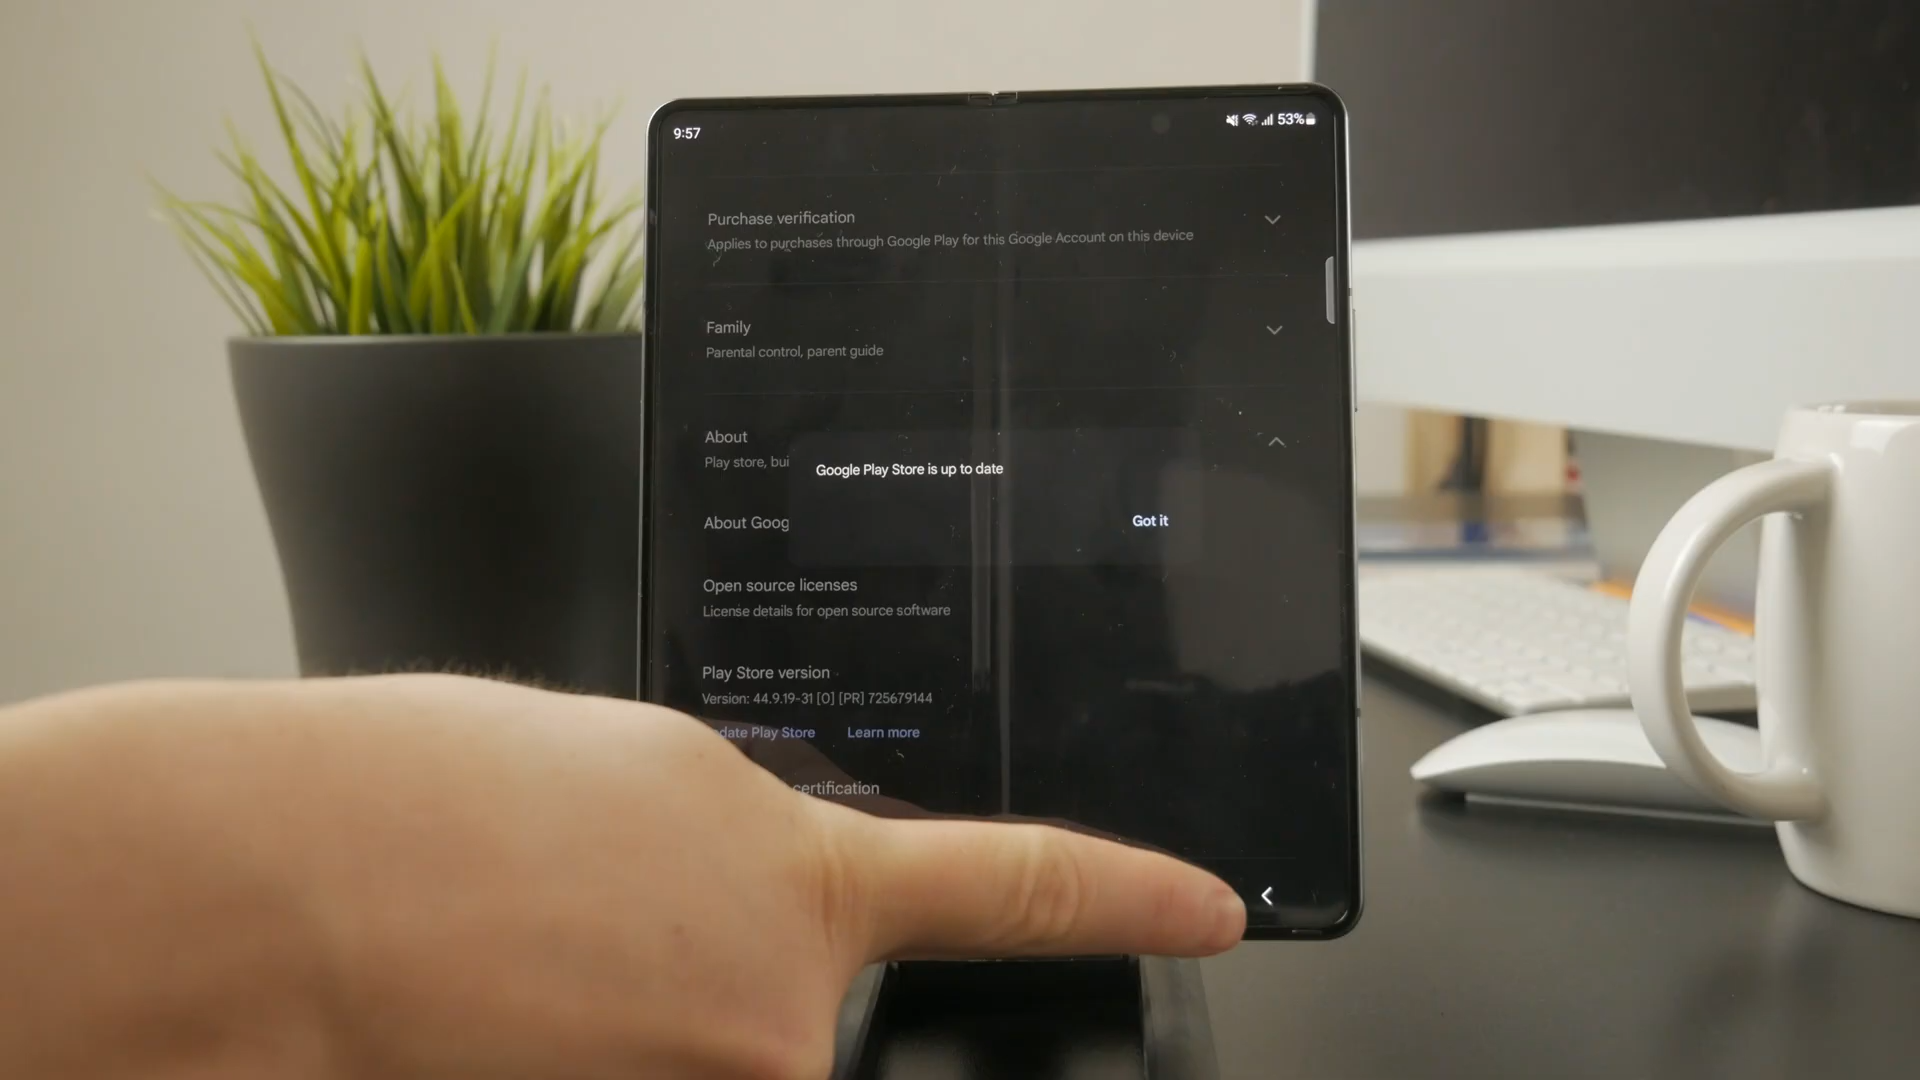 9:57
53%
Purchase verification
Applies to purchases through Google Play for this Google Account on this device
Family
Parental control, parent guide
About
Play store, bui
Google Play Store is up to date
About Goog
Got it
Open source licenses
License details for open source software
Play Store version
Version: 44.9.19-31 [0] [PR] 725679144
date Play Store Learn more
certification